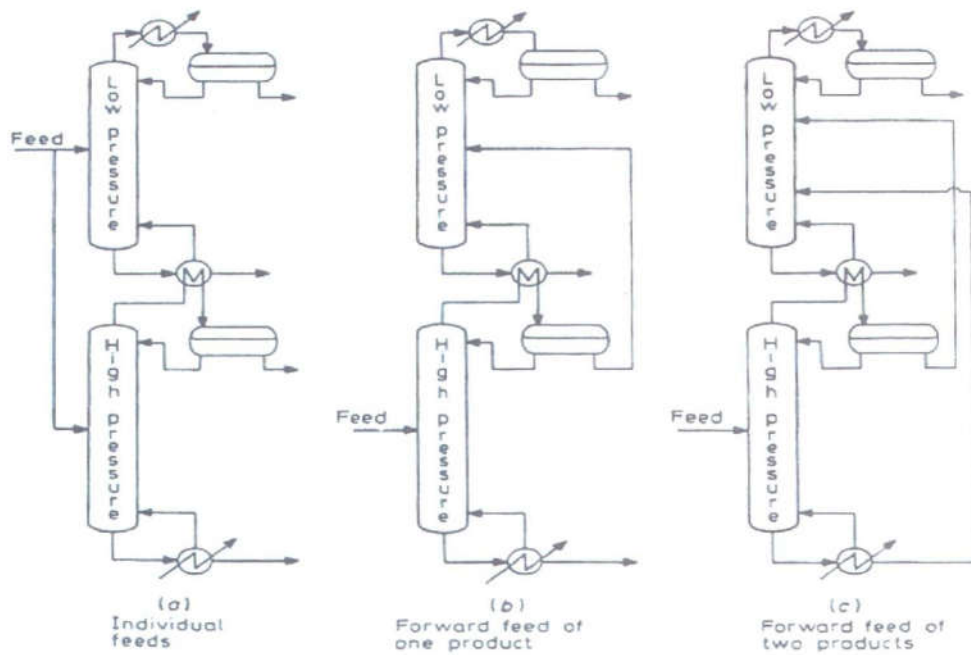 Feed
Low pressure
High pressure
(a)
Individual
feeds
Low pressure
Feed
High pressure
(b)
Forward feed of
one product
Low pressure
Feed
High pressure
(c)
Forward feed of
two products